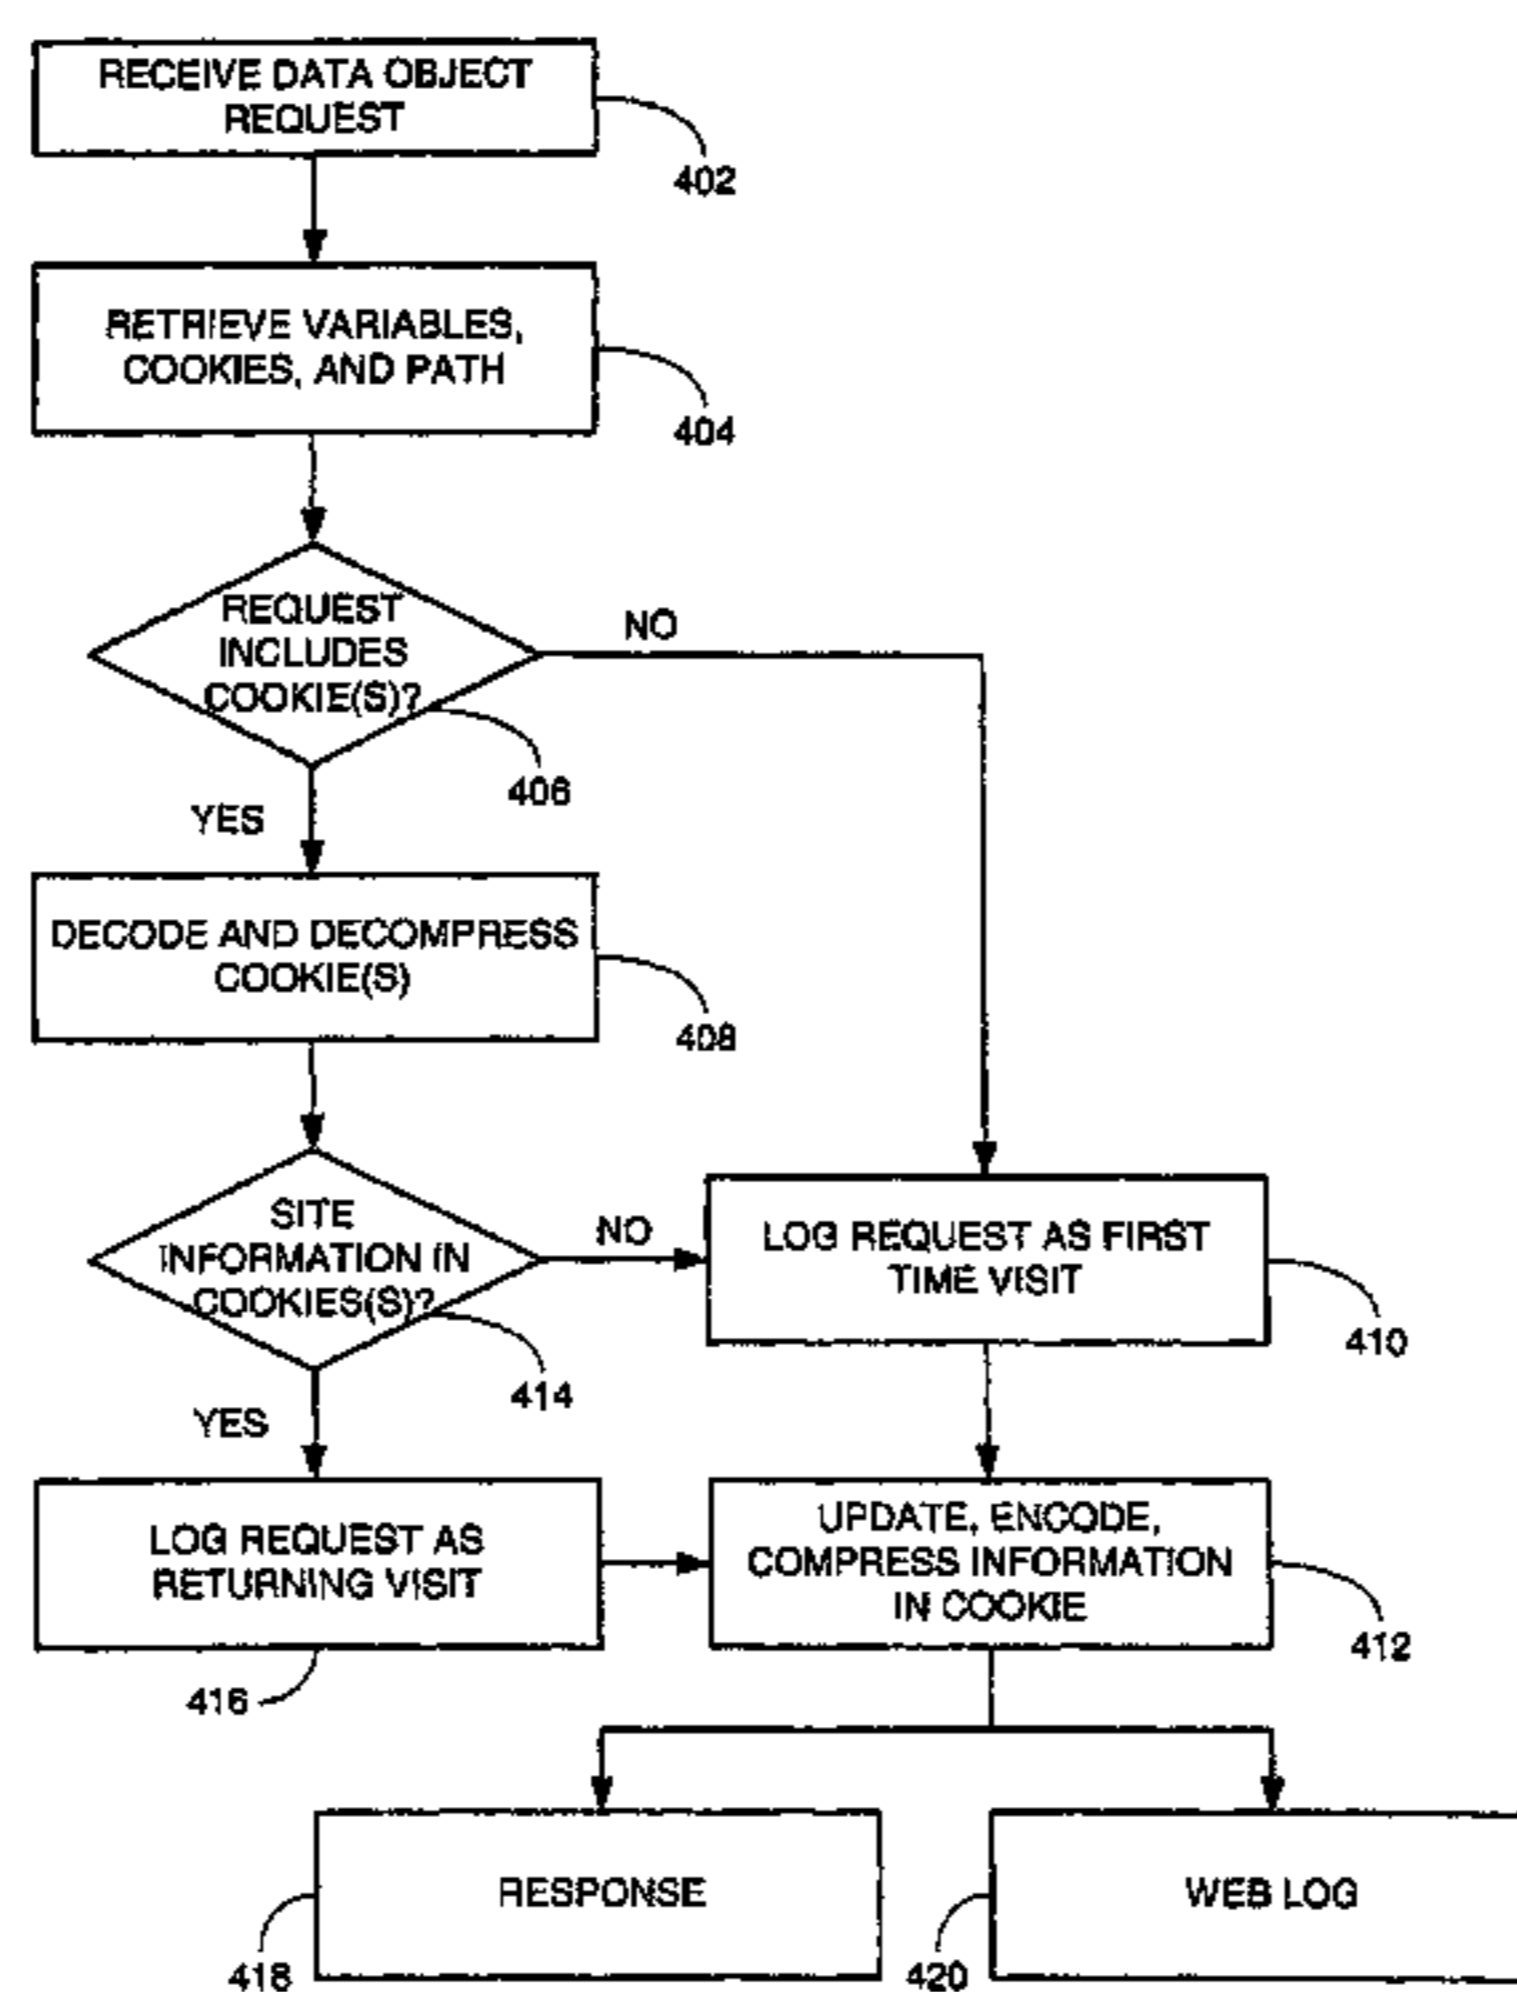 RECEIVE DATA OBJECT
REQUEST
402
RETRIEVE VARIABLES,
COOKIES, AND PATH
404
REQUEST
INCLUDES
COOKIE(S)?
NO
406
YES
DECODE AND DECOMPRESS
COOKIE(S)
408
SITE
INFORMATION IN
COOKIES(S)?
NO
LOG REQUEST AS FIRST
TIME VISIT
410
414
YES
LOG REQUEST AS
RETURNING VISIT
UPDATE, ENCODE,
COMPRESS INFORMATION
IN COOKIE
412
416
RESPONSE
WEB LOG
418
420